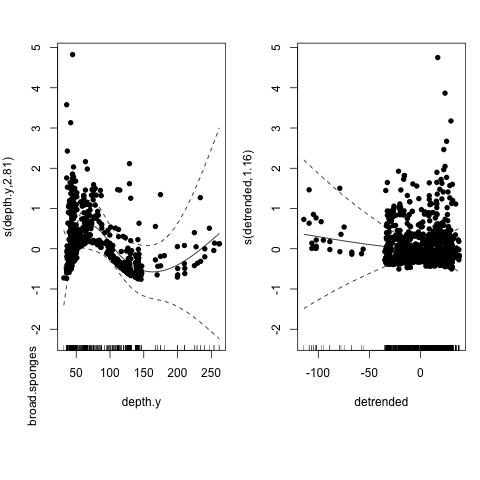 s(depth.y,2.81)
5
4
3
2
1
0
-1
-2
50 100 150 200 250
depth.y
broad.sponges
s(detrended,1.16)
5
4
3
2
1
0
-1
-2
-100 -50 0
detrended